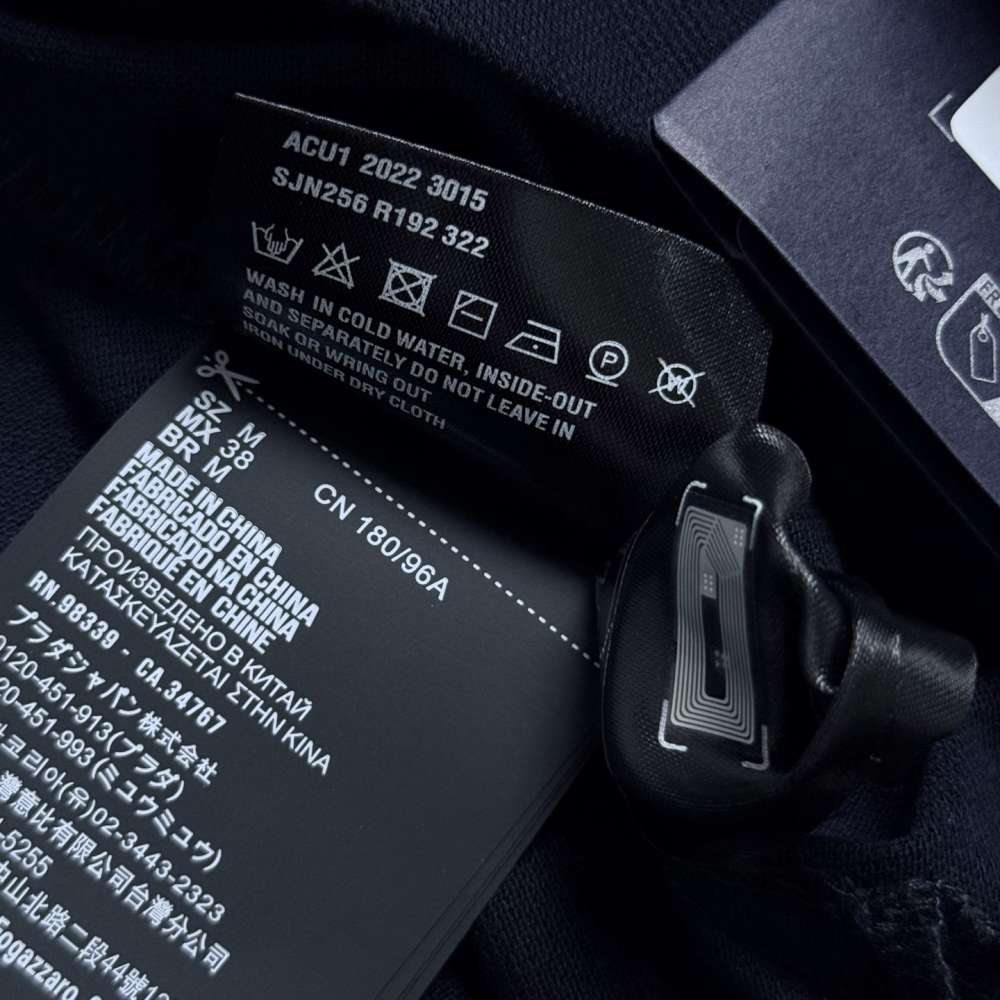 ACU1 2022 3015
SJN256 R192 322
P
W
WASH IN COLD WATER, INSIDE-OUT
AND SEPARATELY DO NOT LEAVE IN
SOAK OR WRING OUT
IRON UNDER DRY CLOTH
FR
SZ M
MX 38
BR M
CN 180/96A
MADE IN CHINA
FABRICADO EN CHINA
FABRICADO NA CHINA
FABRIQUÉ EN CHINE
ПРОИЗВЕДЕНО В КИТАЙ
ΚΑΤΑΣΚΕΥΑΖΕΤΑΙ ΣΤΗΝ ΚΙΝΑ
RN.98339 - CA.34767
プラダジャパン株式会社
0120-451-913(プラダ)
20-451-993(ミュウミュウ)
코리아(유)02-3443-2323
灣意比有限公司台灣分公司
-5255
中山北路二段44號12
Fogazzaro